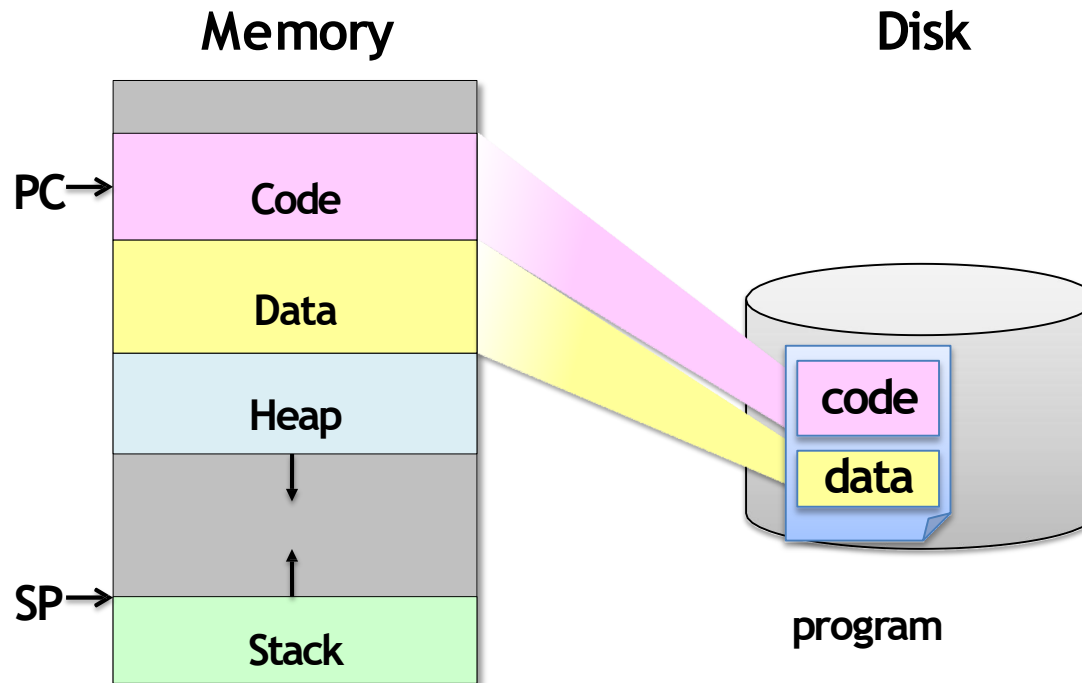 Memory
Disk
PC
Code
Data
Heap
SP
Stack
code
data
program